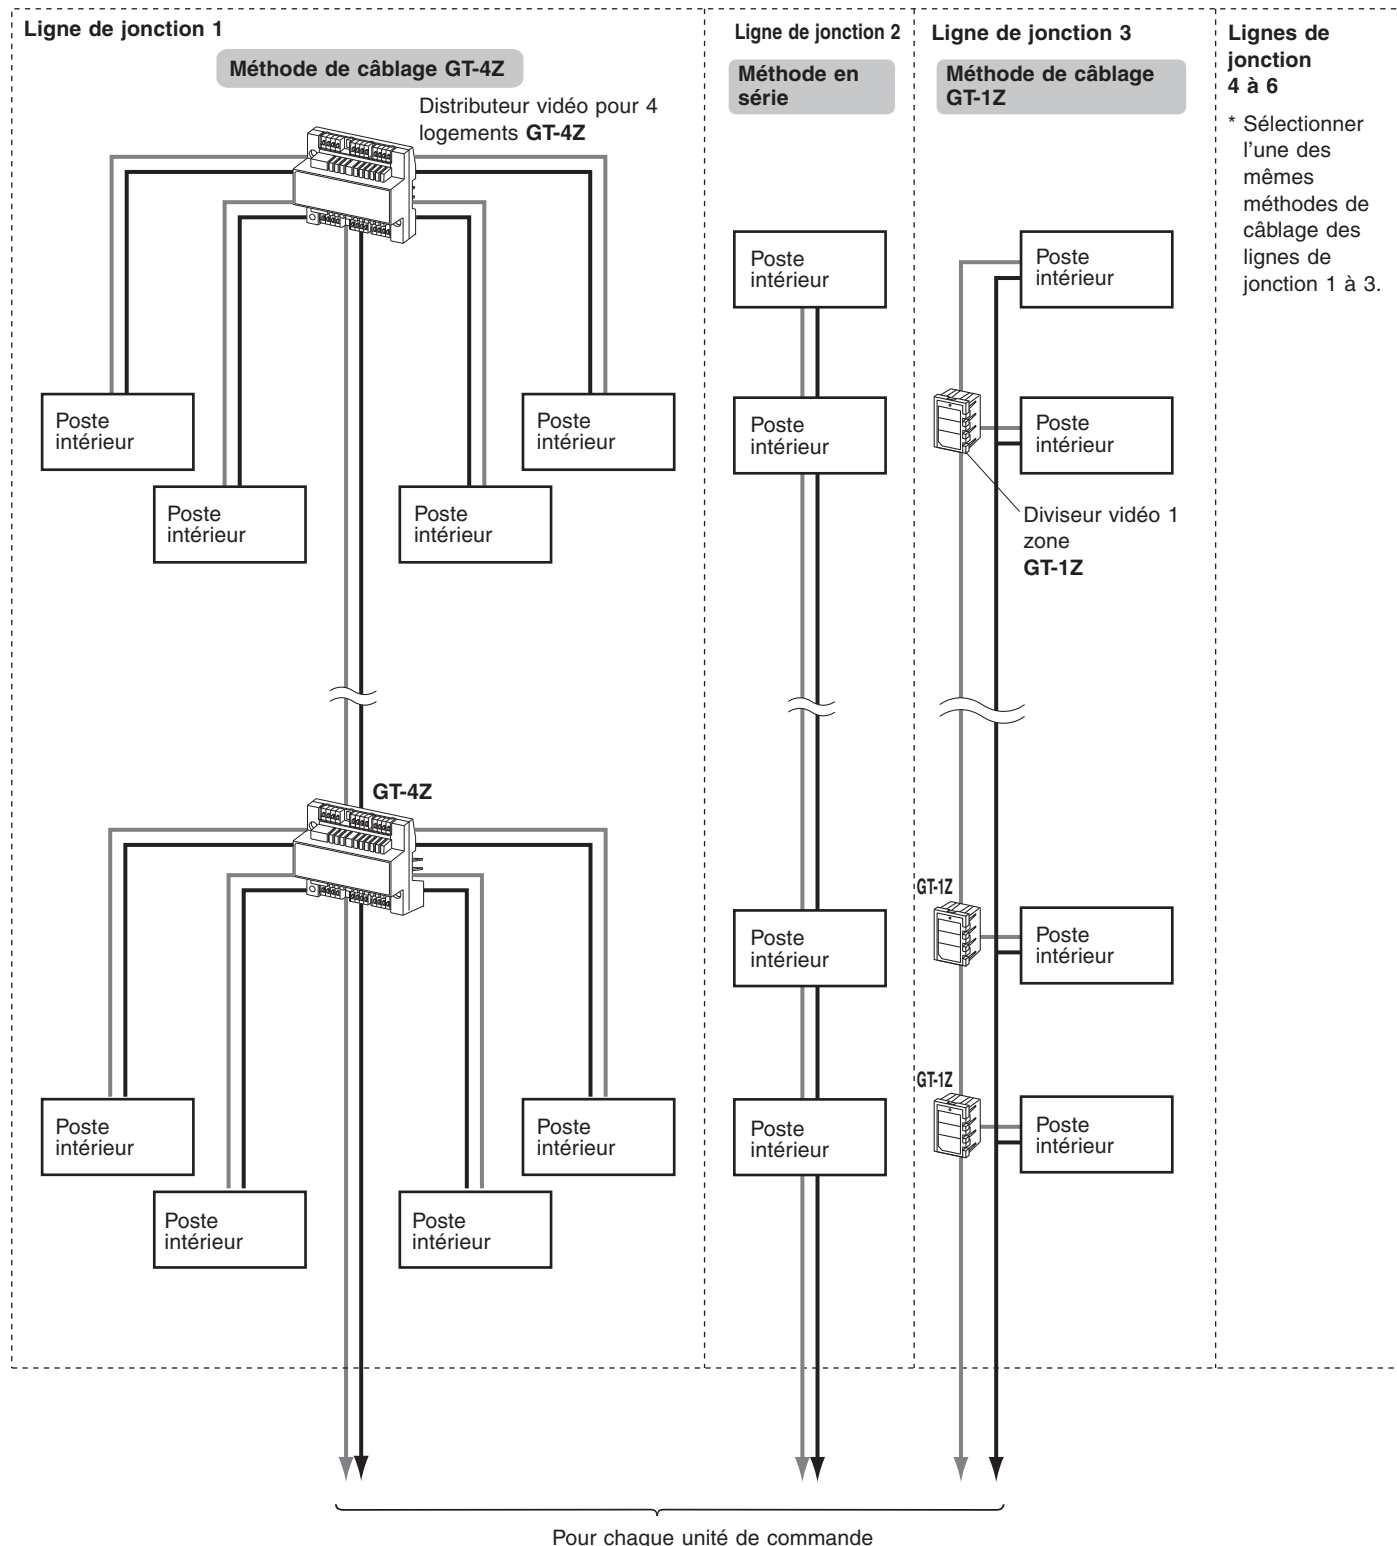 Ligne de jonction 1
Méthode de câblage GT-4Z
Distributeur vidéo pour 4
logements GT-4Z
Poste
intérieur
Poste
intérieur
Poste
intérieur
Poste
intérieur
GT-4Z
Poste
intérieur
Poste
intérieur
Poste
intérieur
Poste
intérieur
Ligne de jonction 2
Méthode en
série
Poste
intérieur
Poste
intérieur
Poste
intérieur
Poste
intérieur
Ligne de jonction 3
Méthode de câblage
GT-1Z
Poste
intérieur
Poste
intérieur
Diviseur vidéo 1
zone
GT-1Z
GT-1Z
Poste
intérieur
GT-1Z
Poste
intérieur
Lignes de
jonction
4 à 6
* Sélectionner
l'une des
mêmes
méthodes de
câblage des
lignes de
jonction 1 à 3.
Pour chaque unité de commande